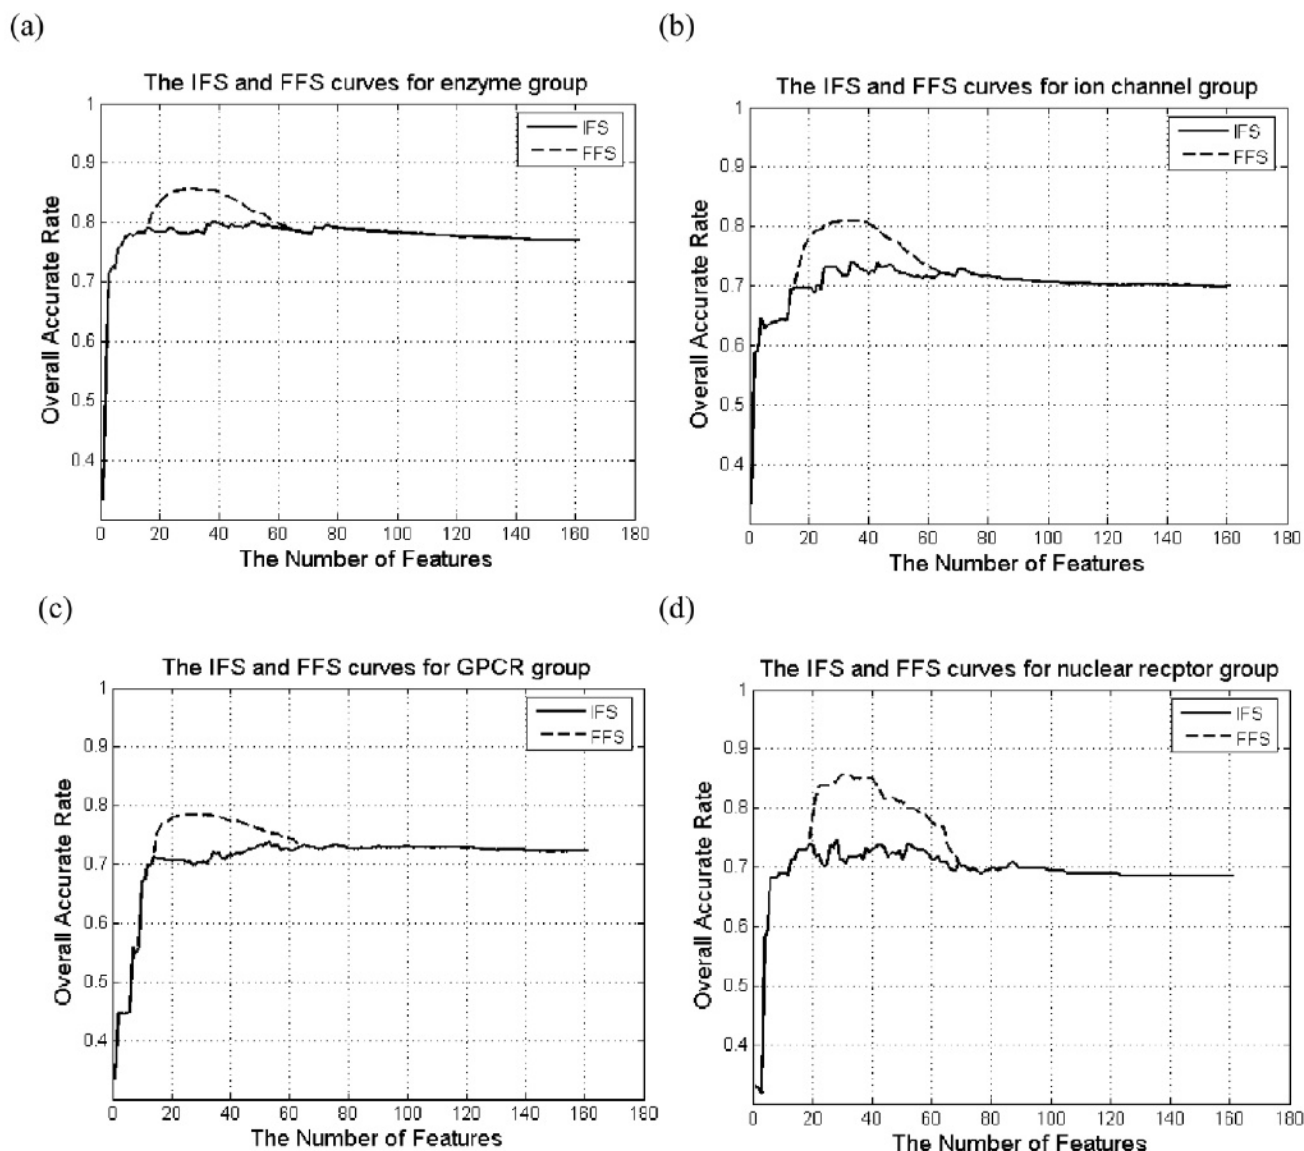 (a)
The IFS and FFS curves for enzyme group
1
0.9
0.8
0.7
0.6
0.5
0.4
0 20 40 60 80 100 120 140 160 180
Overall Accurate Rate
The Number of Features
IFS
FFS
(b)
The IFS and FFS curves for ion channel group
1
0.9
0.8
0.7
0.6
0.5
0.4
0 20 40 60 80 100 120 140 160 180
Overall Accurate Rate
The Number of Features
IFS
FFS
(c)
The IFS and FFS curves for GPCR group
1
0.9
0.8
0.7
0.6
0.5
0.4
0 20 40 60 80 100 120 140 160 180
Overall Accurate Rate
The Number of Features
IFS
FFS
(d)
The IFS and FFS curves for nuclear recptor group
1
0.9
0.8
0.7
0.6
0.5
0.4
0 20 40 60 80 100 120 140 160 180
Overall Accurate Rate
The Number of Features
IFS
FFS